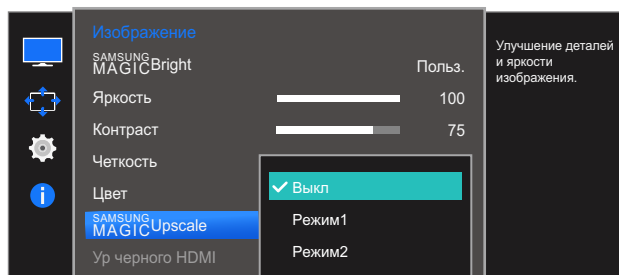 Изображение
SAMSUNG
MAGICBright
Польз.
Яркость
100
Контраст
75
Четкость
Цвет
SAMSUNG
MAGICUpscale
Ур черного HDMI
Выкл
Режим1
Режим2
Улучшение деталей
и яркости
изображения.